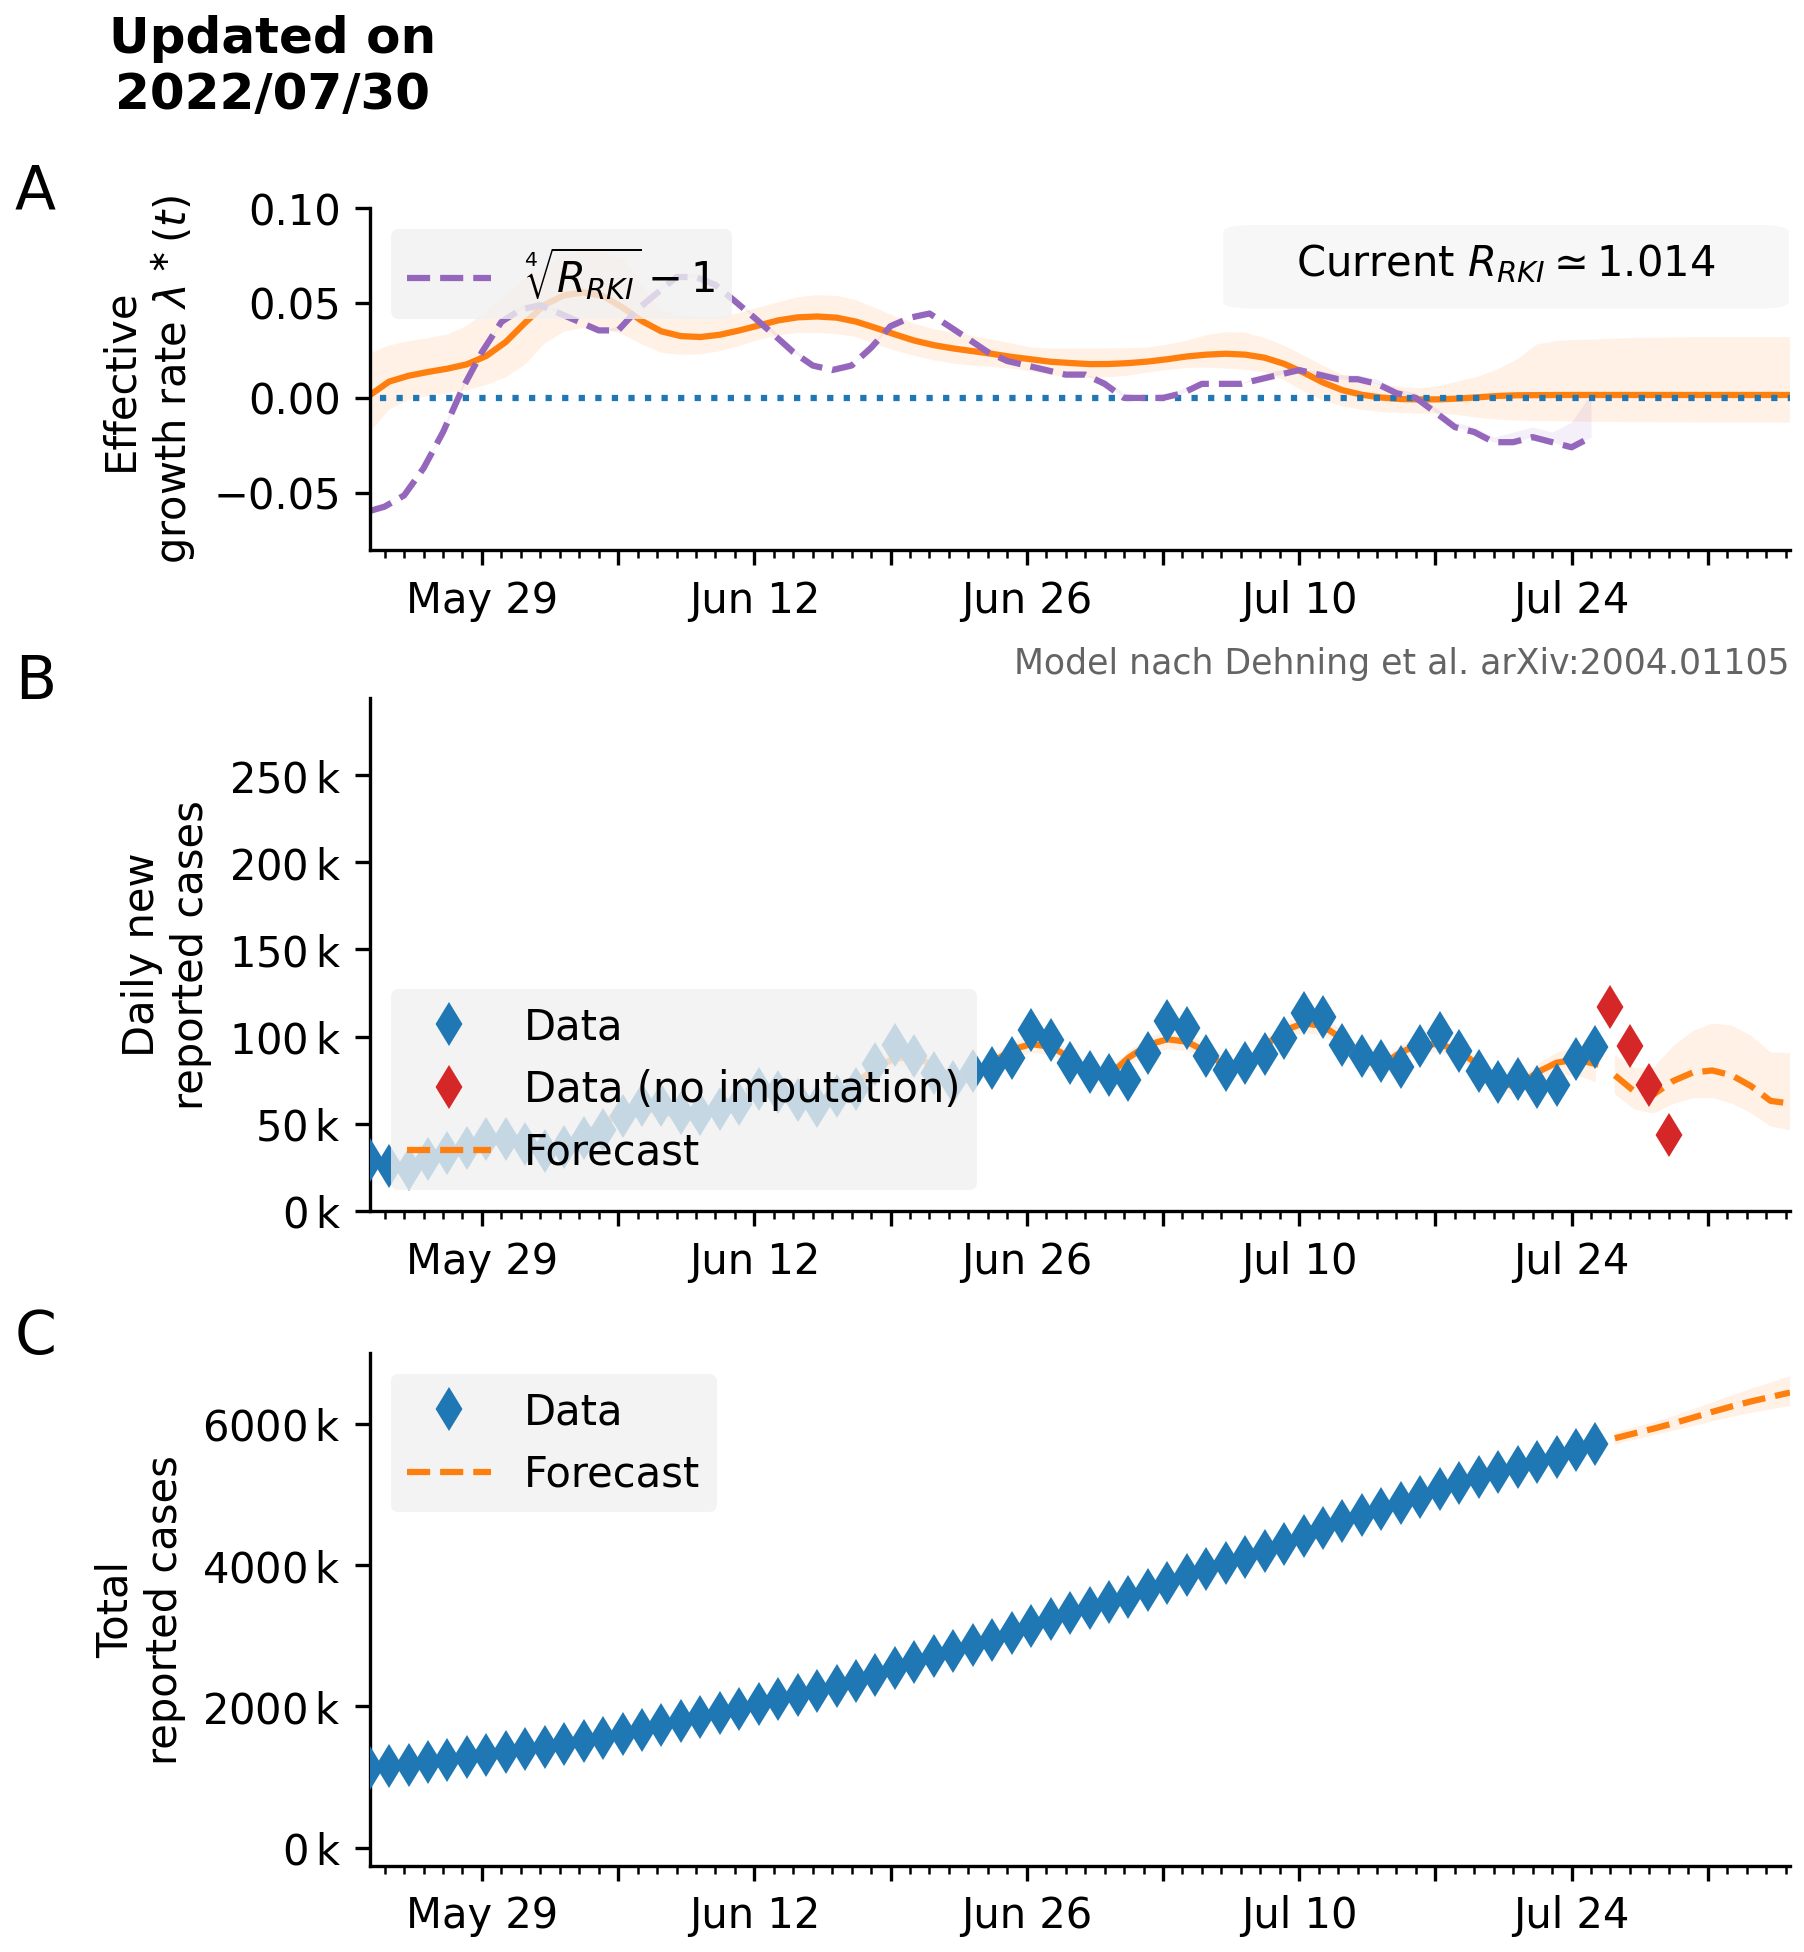 Updated on
2022/07/30
A
Effective
growth rate λ * (t)
0.10
0.05
0.00
−0.05
∜R_RKI − 1
Current R_RKI ≃ 1.014
May 29 Jun 12 Jun 26 Jul 10 Jul 24
Model nach Dehning et al. arXiv:2004.01105
B
Daily new
reported cases
250 k
200 k
150 k
100 k
50 k
0 k
Data
Data (no imputation)
Forecast
May 29 Jun 12 Jun 26 Jul 10 Jul 24
C
Total
reported cases
6000 k
4000 k
2000 k
0 k
Data
Forecast
May 29 Jun 12 Jun 26 Jul 10 Jul 24